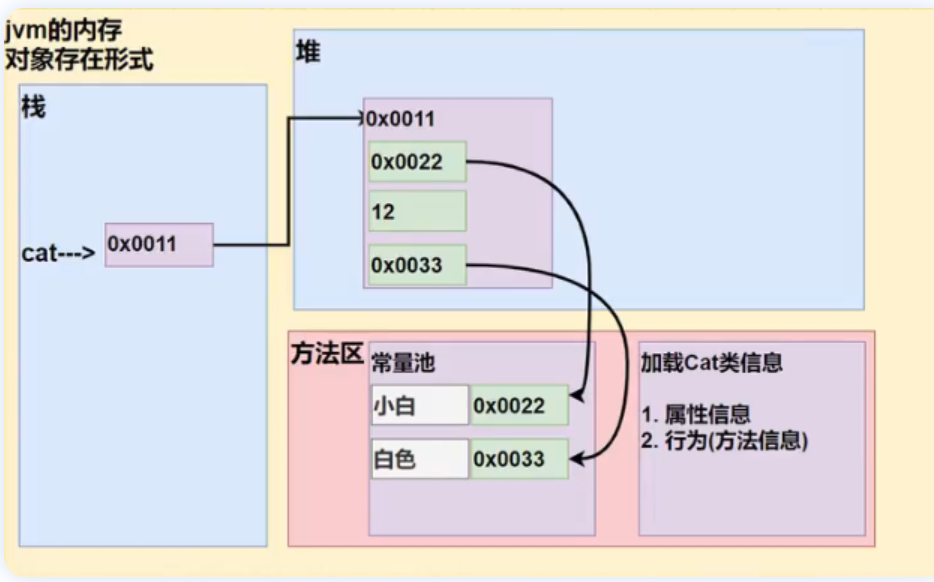 jvm的内存
对象存在形式
栈
cat--->
0x0011
堆
0x0011
0x0022
12
0x0033
方法区
常量池
小白
0x0022
白色
0x0033
加载Cat类信息
1. 属性信息
2. 行为(方法信息)